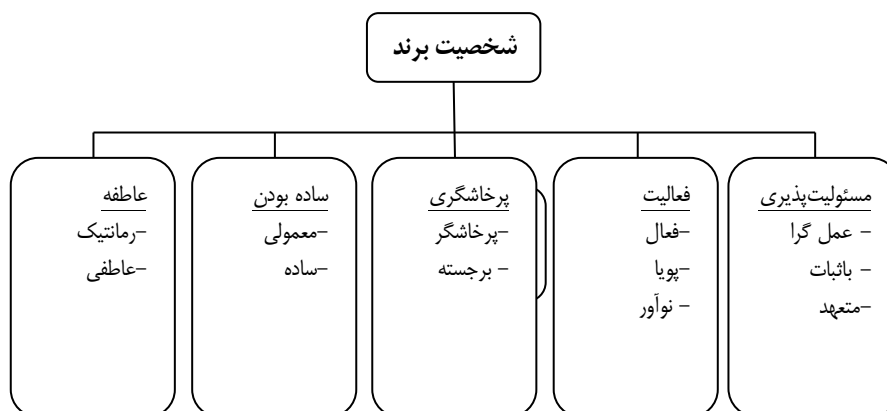 شخصیت برند
مسئولیت‌پذیری
- عمل گرا
- باثبات
-متعهد
فعالیت
-فعال
-پویا
- نوآور
پرخاشگری
-پرخاشگر
- برجسته
ساده بودن
-معمولی
-ساده
عاطفه
-رمانتیک
-عاطفی